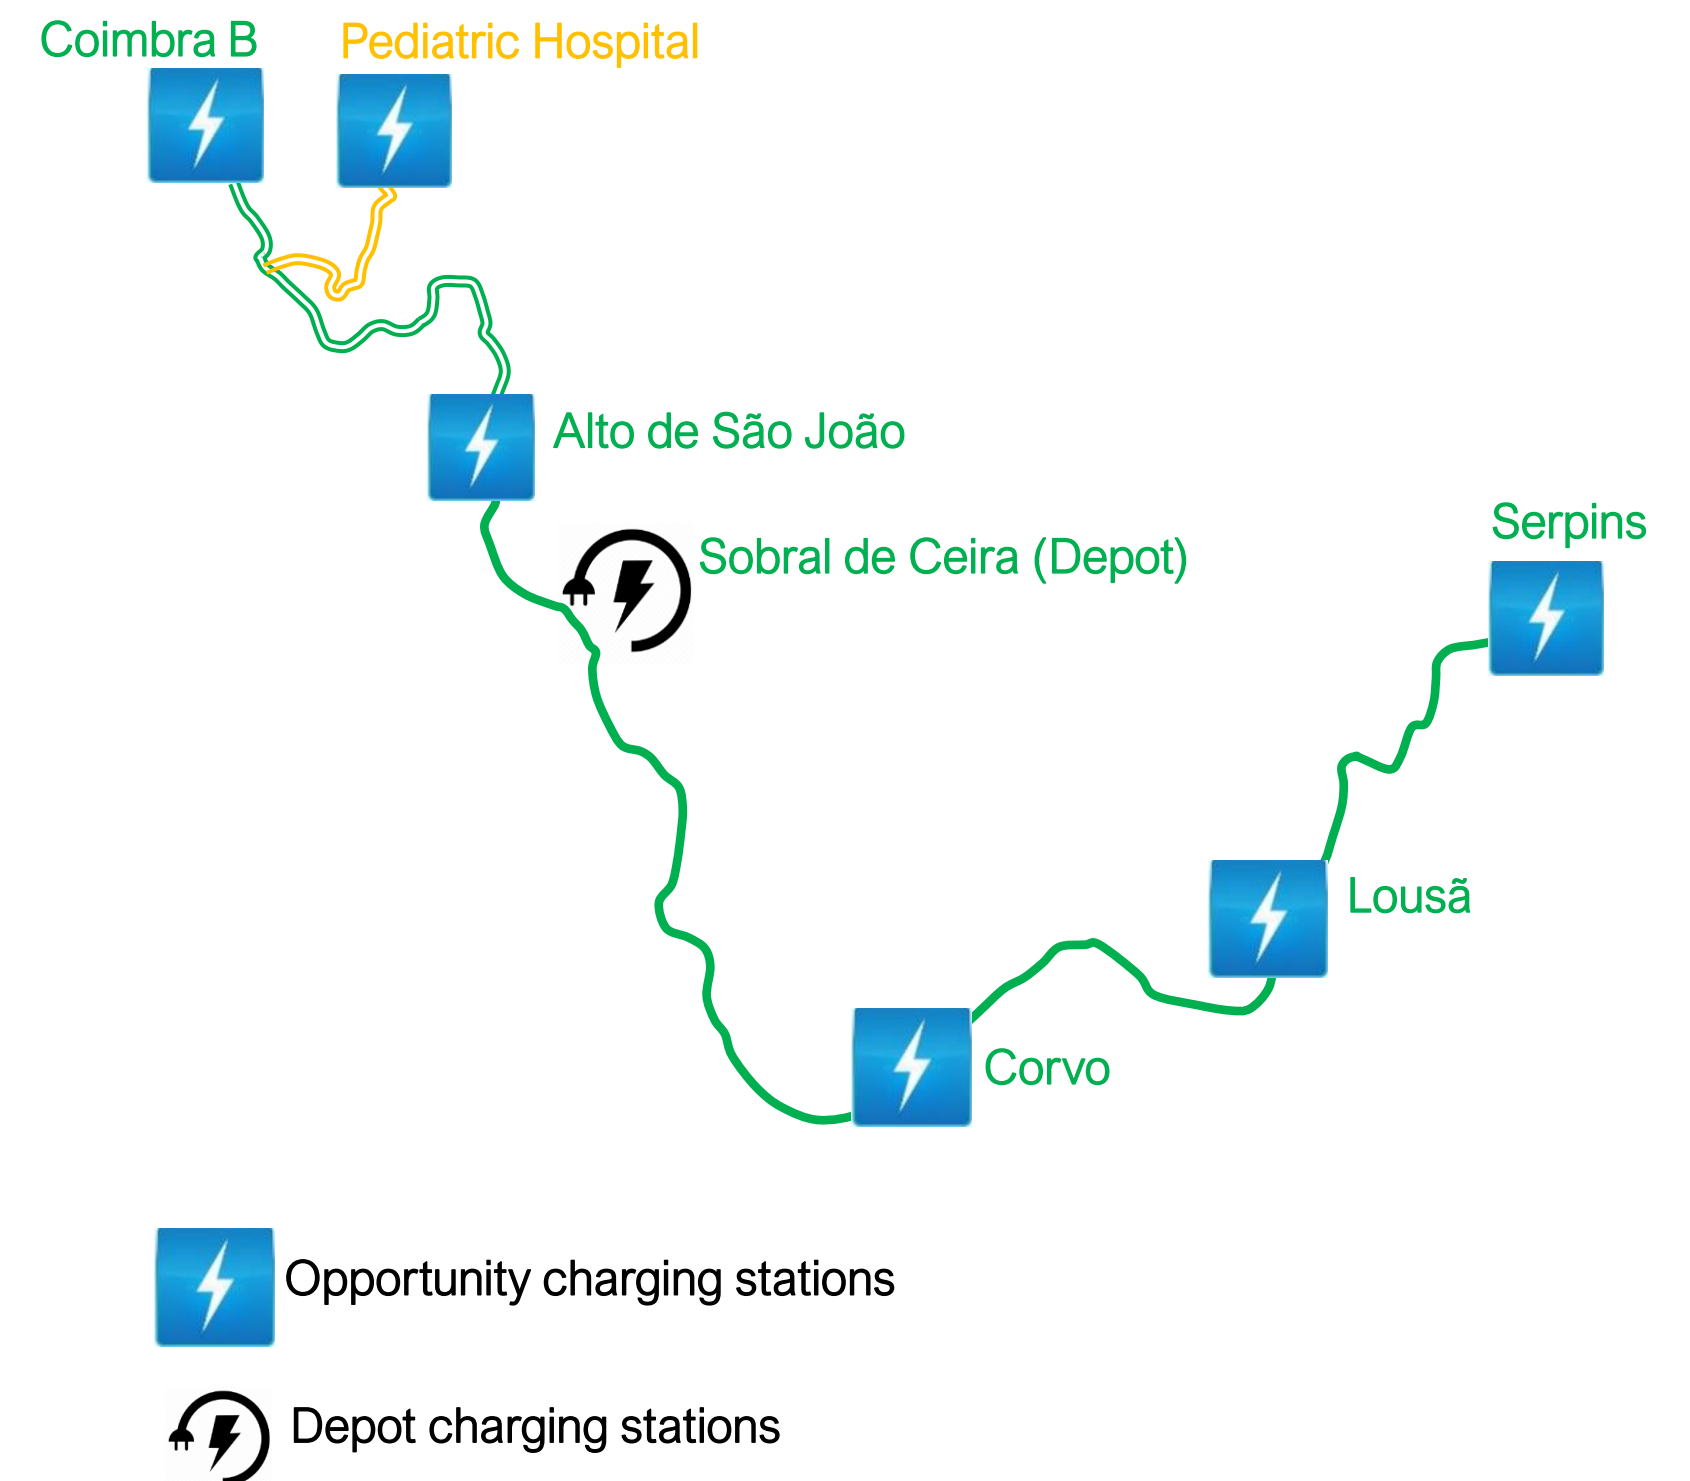 Coimbra B
Pediatric Hospital
Alto de São João
Serpins
Sobral de Ceira (Depot)
Lousã
Corvo
Opportunity charging stations
Depot charging stations